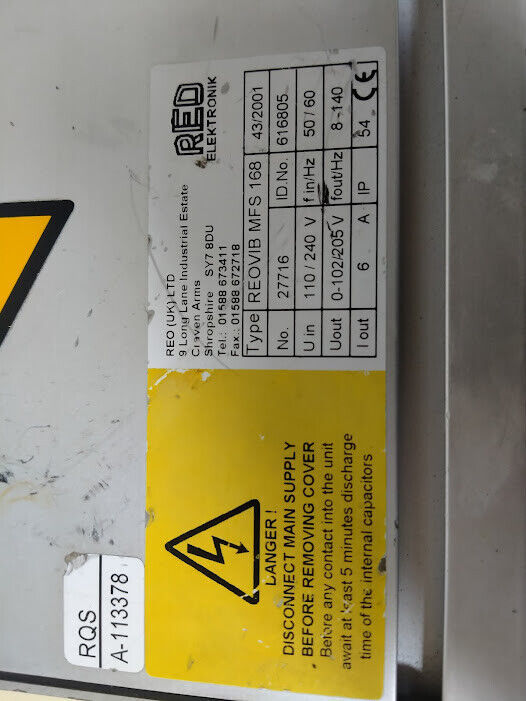 REO
ELEKTRONIK
REO (UK) LTD
9 Long Lane Industrial Estate
Craven Arms
Shropshire SY7 8DU
Tel.: 01588 673411
Fax.: 01588 672718
Type REOVIB MFS 168 43/2001
No. 27716 ID.No. 616805
U in 110 / 240 V f in/Hz 50 / 60
Uout 0-102/205 V fout/Hz 8 -140
I out 6 A IP 54 CE
DANGER !
DISCONNECT MAIN SUPPLY
BEFORE REMOVING COVER
Before any contact into the unit
await at least 5 minutes discharge
time of the internal capacitors
RQS
A-113378